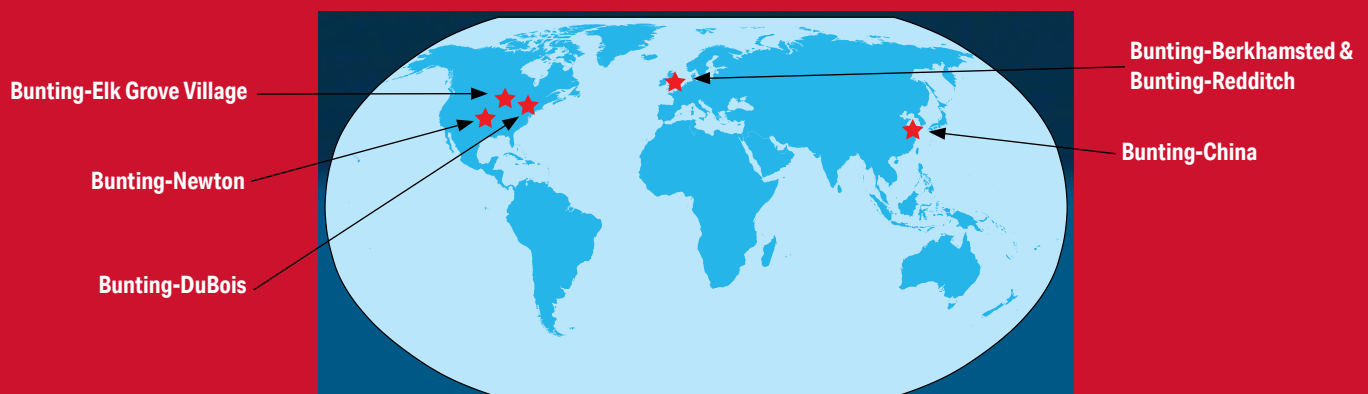 Bunting-Elk Grove Village
Bunting-Newton
Bunting-DuBois
Bunting-Berkhamsted &
Bunting-Redditch
Bunting-China